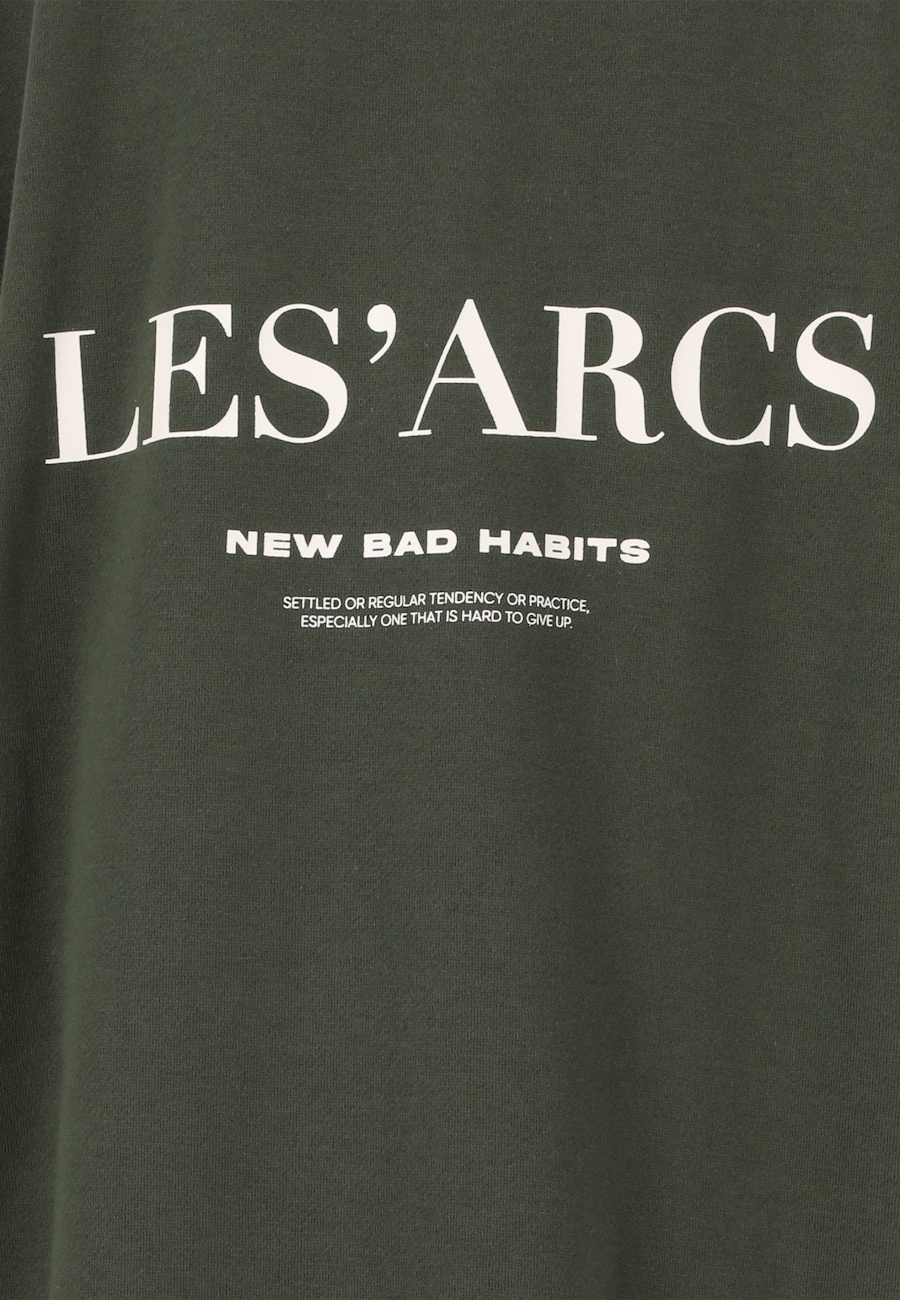 LES’ARCS
NEW BAD HABITS
SETTLED OR REGULAR TENDENCY OR PRACTICE,
ESPECIALLY ONE THAT IS HARD TO GIVE UP.